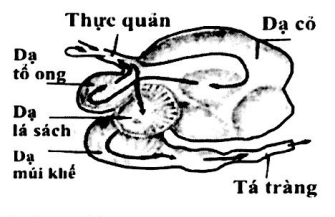 Thực quản
Dạ cỏ
Dạ
tổ ong
Dạ
lá sách
Dạ
múi khế
Tá tràng